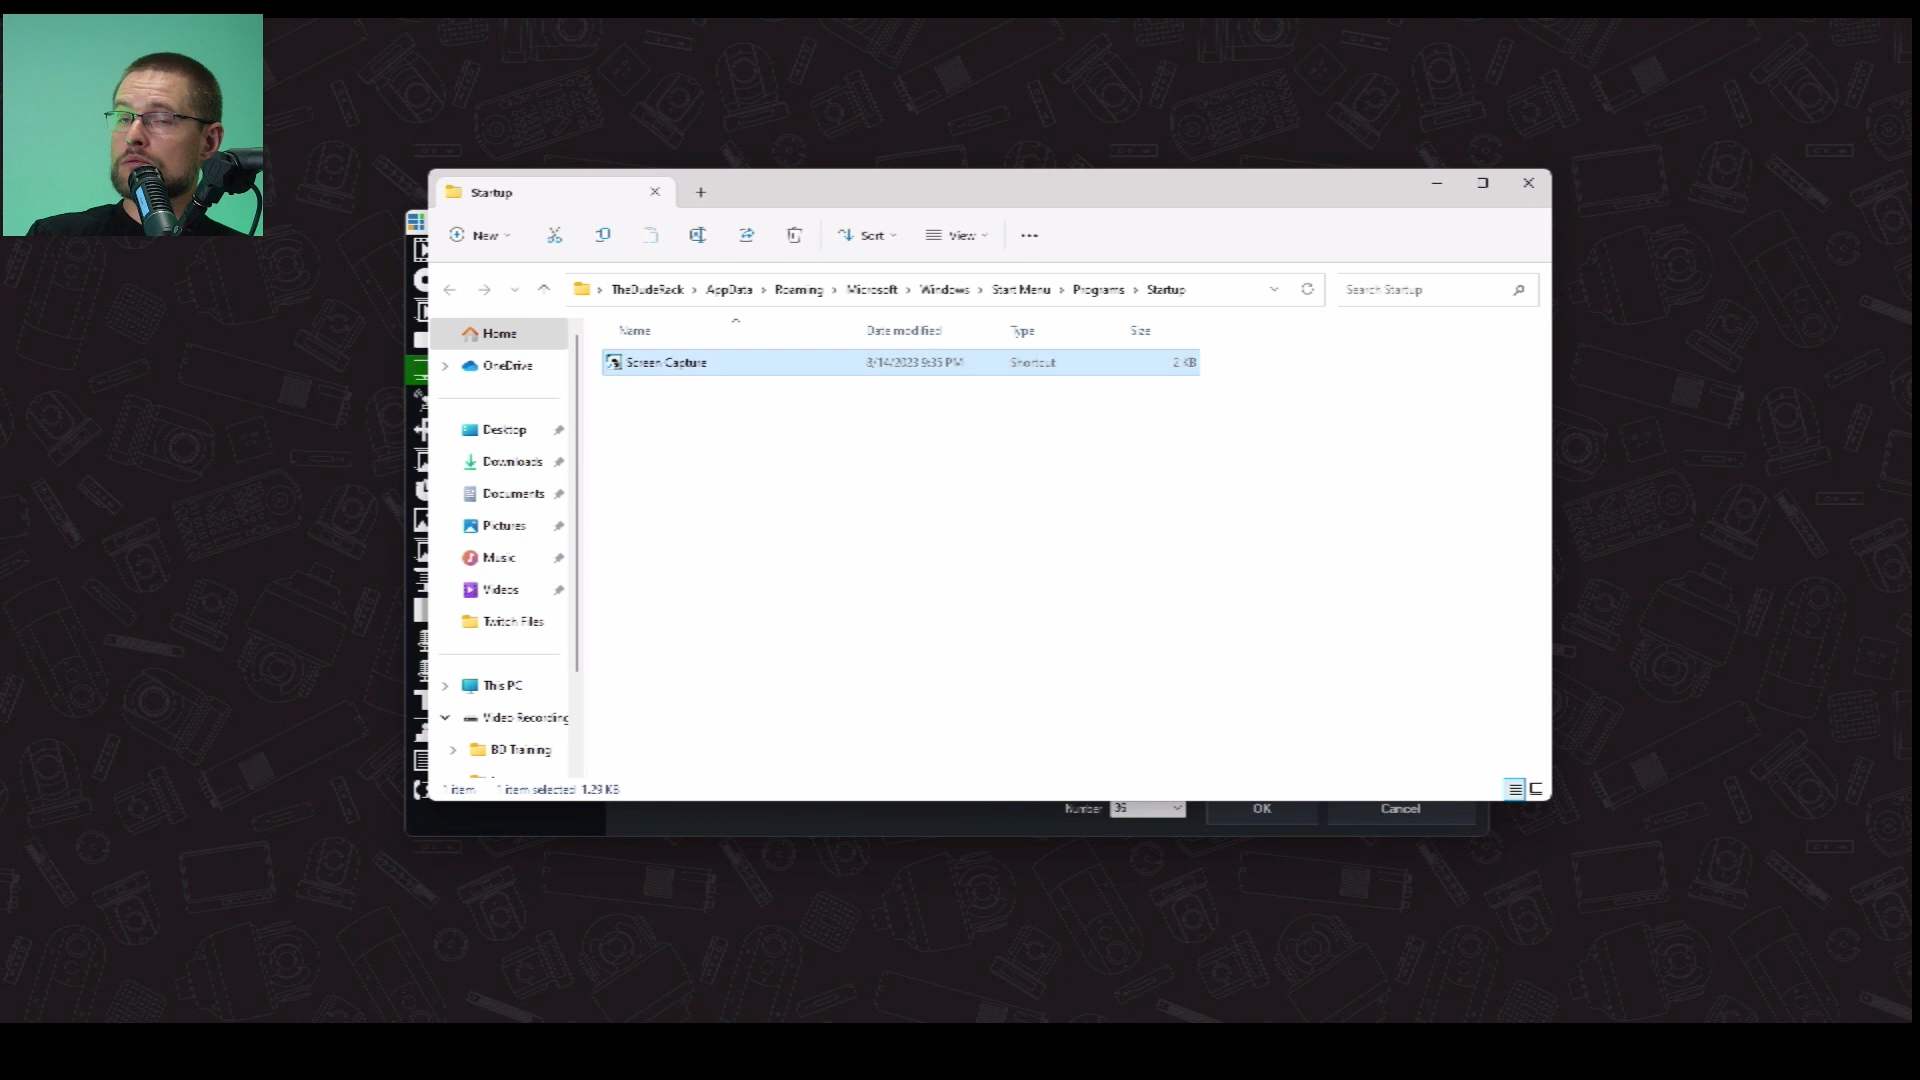 Startup
New
Sort
View
TheDudeRack > AppData > Roaming > Microsoft > Windows > Start Menu > Programs > Startup
Search Startup
Name Date modified Type Size
Screen Capture 8/14/2023 9:35 PM Shortcut 2 KB
Home
OneDrive
Desktop
Downloads
Documents
Pictures
Music
Videos
Twitch Files
This PC
Video Recording
BD Training
1 item 1 item selected 1.29 KB
Number 36 OK Cancel